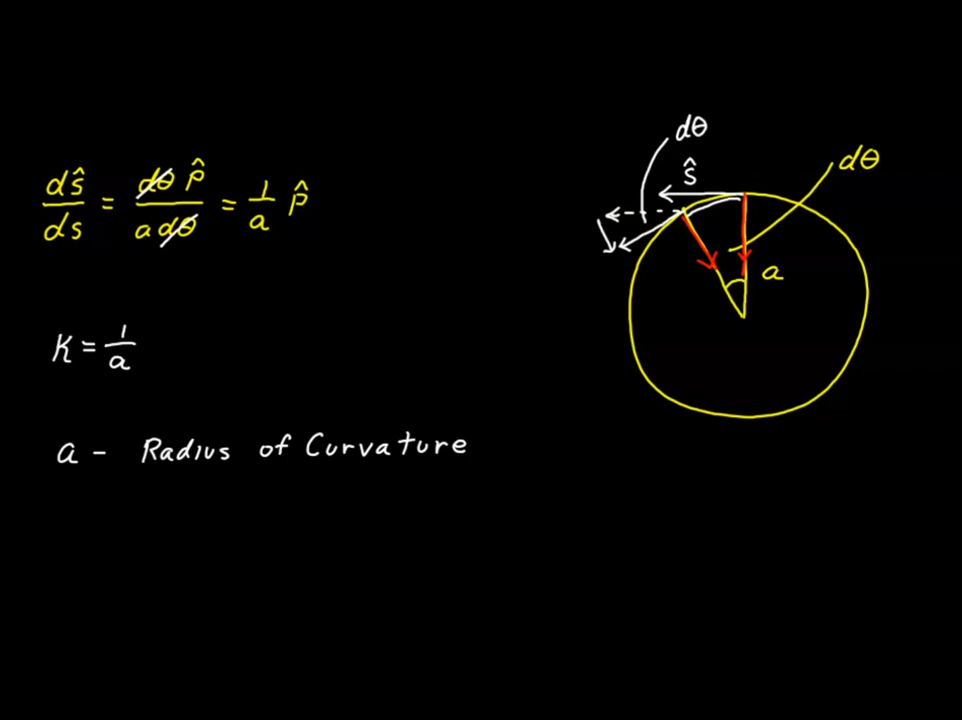 dθ
dθ
ŝ
dŝ/ds = dθ p̂/a dθ = 1/a p̂
a
K = 1/a
a - Radius of Curvature